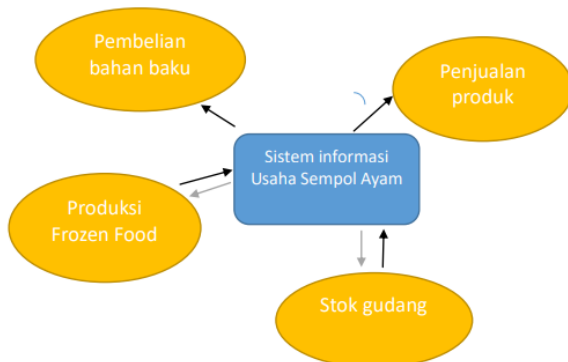 Pembelian
bahan baku
Penjualan
produk
Sistem informasi
Usaha Sempol Ayam
Produksi
Frozen Food
Stok gudang